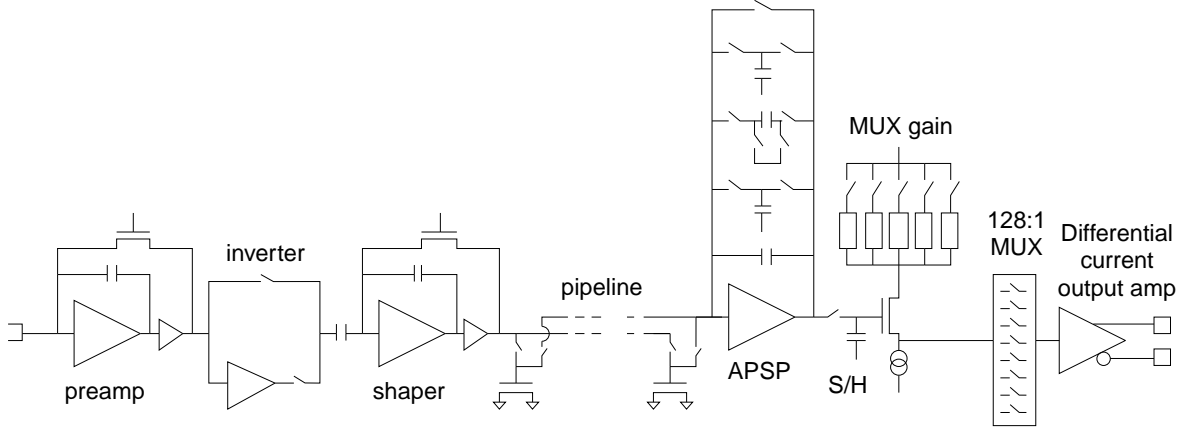 MUX gain
128:1
MUX
Differential
current
output amp
inverter
pipeline
preamp
shaper
APSP
S/H